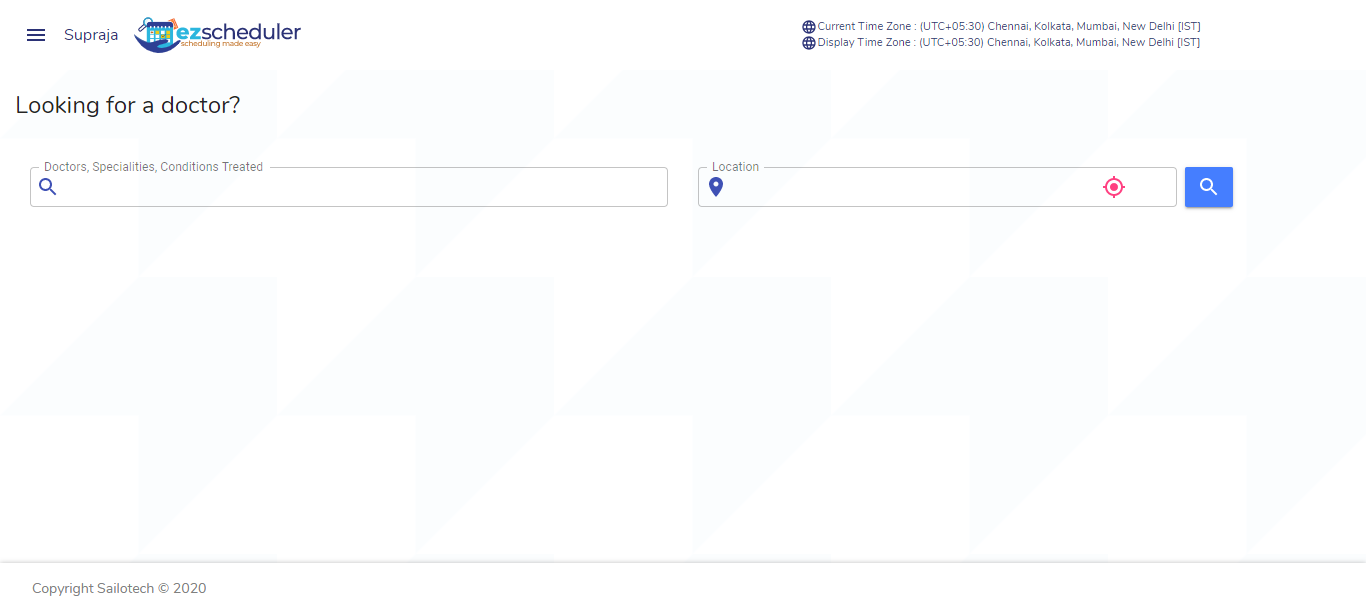 Supraja
ezscheduler
scheduling made easy
Current Time Zone : (UTC+05:30) Chennai, Kolkata, Mumbai, New Delhi [IST]
Display Time Zone : (UTC+05:30) Chennai, Kolkata, Mumbai, New Delhi [IST]
Looking for a doctor?
Doctors, Specialities, Conditions Treated
Location
Copyright Sailotech © 2020